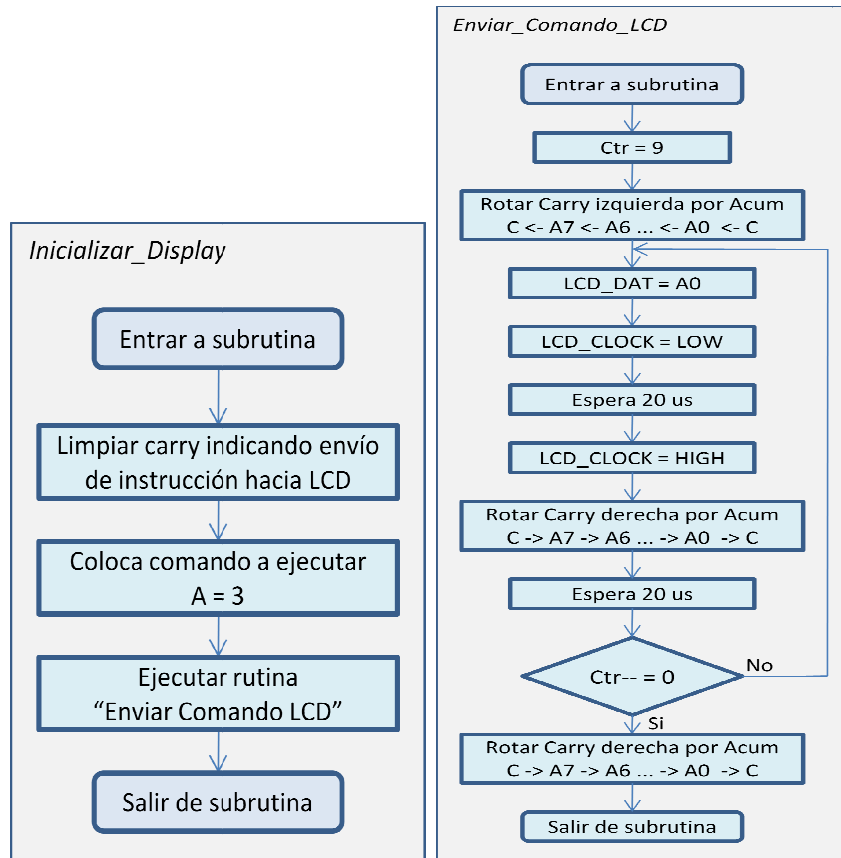 Inicializar_Display
Entrar a subrutina
Limpiar carry indicando envío
de instrucción hacia LCD
Coloca comando a ejecutar
A = 3
Ejecutar rutina
“Enviar Comando LCD”
Salir de subrutina
Enviar_Comando_LCD
Entrar a subrutina
Ctr = 9
Rotar Carry izquierda por Acum
C <- A7 <- A6 ... <- A0 <- C
LCD_DAT = A0
LCD_CLOCK = LOW
Espera 20 us
LCD_CLOCK = HIGH
Rotar Carry derecha por Acum
C -> A7 -> A6 ... -> A0 -> C
Espera 20 us
Ctr-- = 0
No
Si
Rotar Carry derecha por Acum
C -> A7 -> A6 ... -> A0 -> C
Salir de subrutina